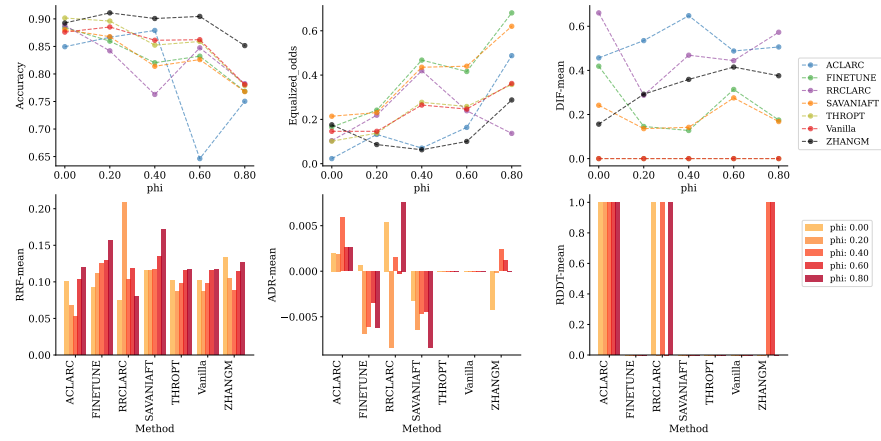 Accuracy
0.90
0.85
0.80
0.75
0.70
0.65
0.00 0.20 0.40 0.60 0.80
phi
Equalized_odds
0.6
0.4
0.2
0.0
0.00 0.20 0.40 0.60 0.80
phi
DIF-mean
0.6
0.4
0.2
0.0
0.00 0.20 0.40 0.60 0.80
phi
ACLARC
FINETUNE
RRCLARC
SAVANIAFT
THROPT
Vanilla
ZHANGM
RRF-mean
0.20
0.15
0.10
0.05
0.00
ACLARC
FINETUNE
RRCLARC
SAVANIAFT
THROPT
Vanilla
ZHANGM
Method
ADR-mean
0.005
0.000
−0.005
ACLARC
FINETUNE
RRCLARC
SAVANIAFT
THROPT
Vanilla
ZHANGM
Method
RDDT-mean
1.0
0.8
0.6
0.4
0.2
0.0
ACLARC
FINETUNE
RRCLARC
SAVANIAFT
THROPT
Vanilla
ZHANGM
Method
phi: 0.00
phi: 0.20
phi: 0.40
phi: 0.60
phi: 0.80